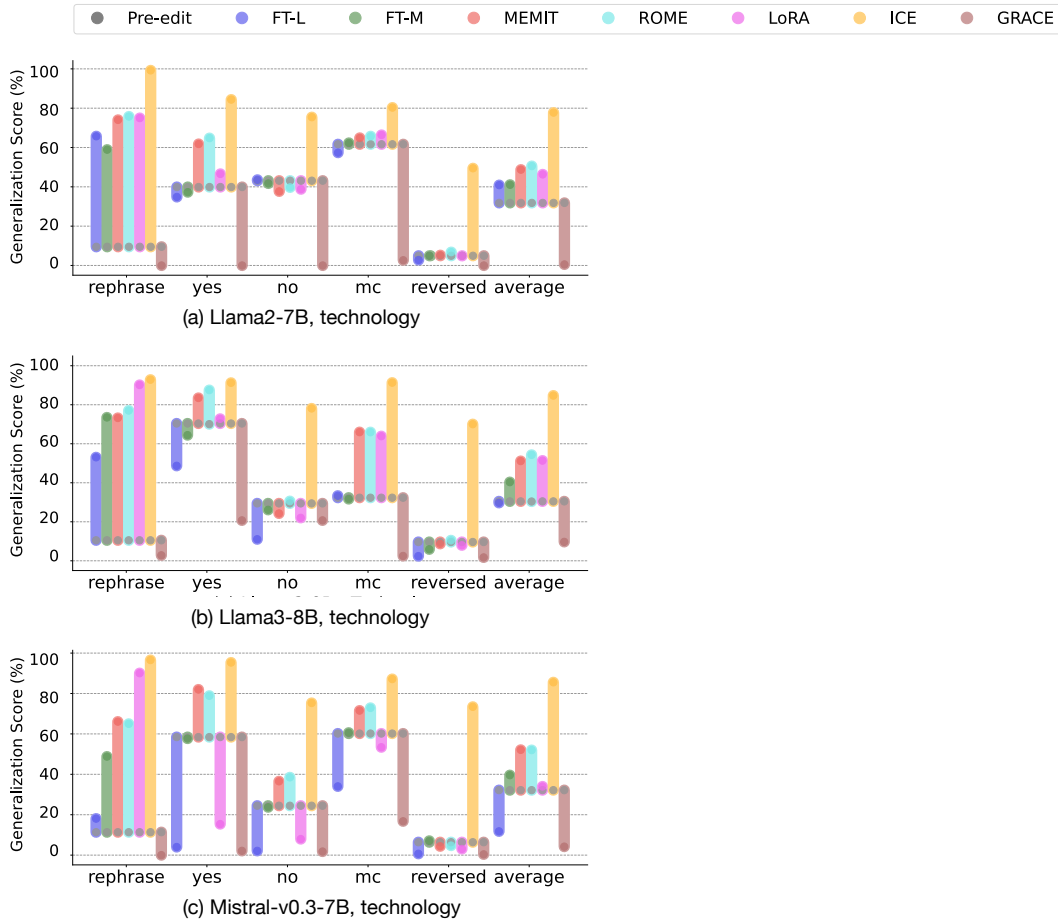 Pre-edit FT-L FT-M MEMIT ROME LoRA ICE GRACE
Generalization Score (%)
100
80
60
40
20
0
rephrase yes no mc reversed average
(a) Llama2-7B, technology
Generalization Score (%)
100
80
60
40
20
0
rephrase yes no mc reversed average
(b) Llama3-8B, technology
Generalization Score (%)
100
80
60
40
20
0
rephrase yes no mc reversed average
(c) Mistral-v0.3-7B, technology